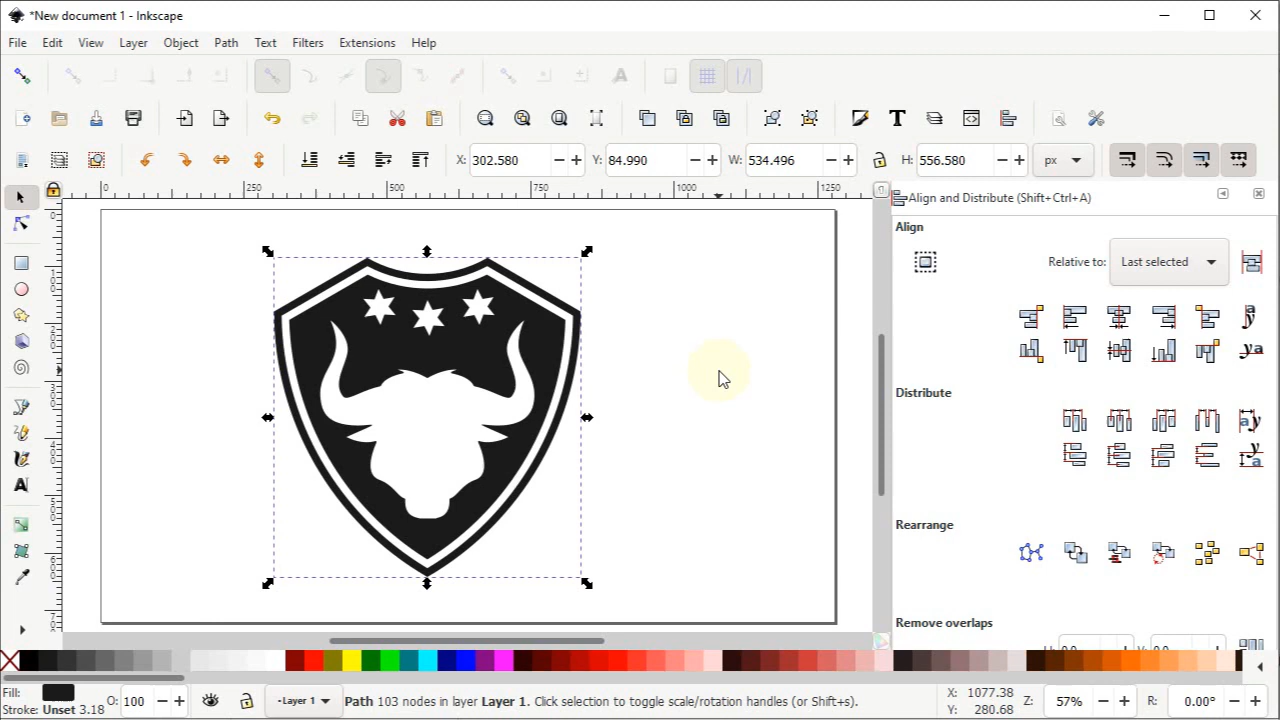 *New document 1 - Inkscape
File Edit View Layer Object Path Text Filters Extensions Help
X: 302.580 Y: 84.990 W: 534.496 H: 556.580 px
0 250 500 750 1000 1250
Align and Distribute (Shift+Ctrl+A)
Align
Relative to: Last selected
Distribute
Rearrange
Remove overlaps
Fill:
Stroke: Unset 3.18
O: 100
-Layer 1
Path 103 nodes in layer Layer 1. Click selection to toggle scale/rotation handles (or Shift+s).
X: 1077.38
Y: 280.68
Z: 57%
R: 0.00°